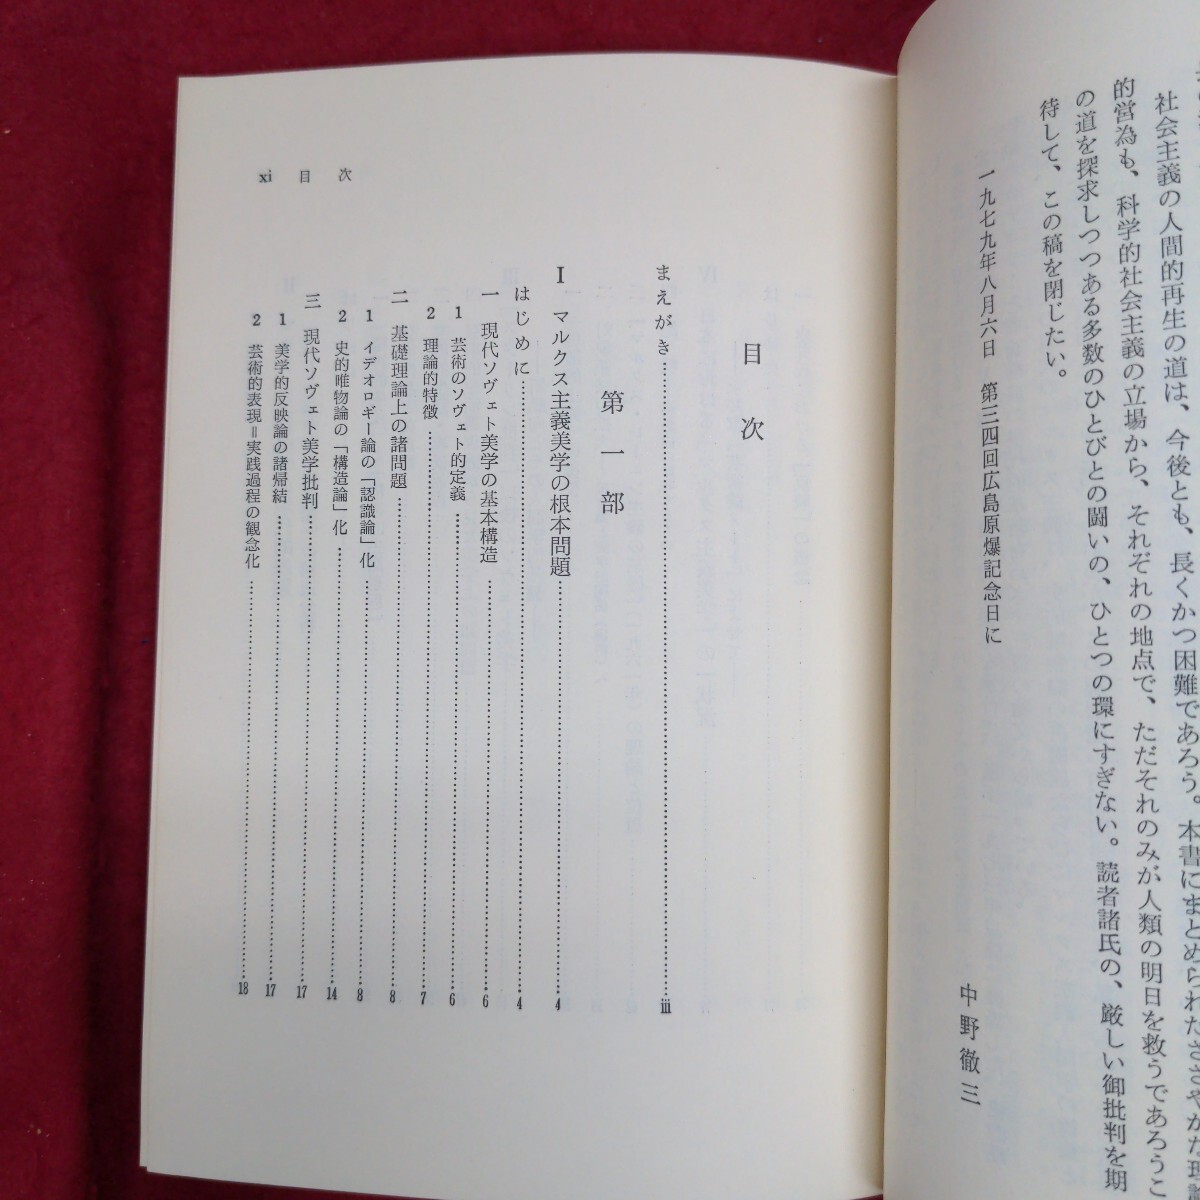 社会主義の人間的再生の道は、今後とも、長くかつ困難であろう。本書にまとめられたささやかな理論
的営為も、科学的社会主義の立場から、それぞれの地点で、ただそれのみが人類の明日を救うであろうこ
の道を探求しつつある多数のひとびとの闘いの、ひとつの環にすぎない。読者諸氏の、厳しい御批判を期
待して、この稿を閉じたい。
一九七九年八月六日 第三四回広島原爆記念日に
中野徹三
xi 目次
目次
まえがき……iii
第一部
I マルクス主義美学の根本問題……4
はじめに……4
一 現代ソヴェト美学の基本構造……6
1 芸術のソヴェト的定義……6
2 理論的特徴……7
二 基礎理論上の諸問題……8
1 イデオロギー論の「認識論」化……8
2 史的唯物論の「構造論」化……14
三 現代ソヴェト美学批判……17
1 美学的反映論の諸帰結……17
2 芸術的表現＝実践過程の観念化……18